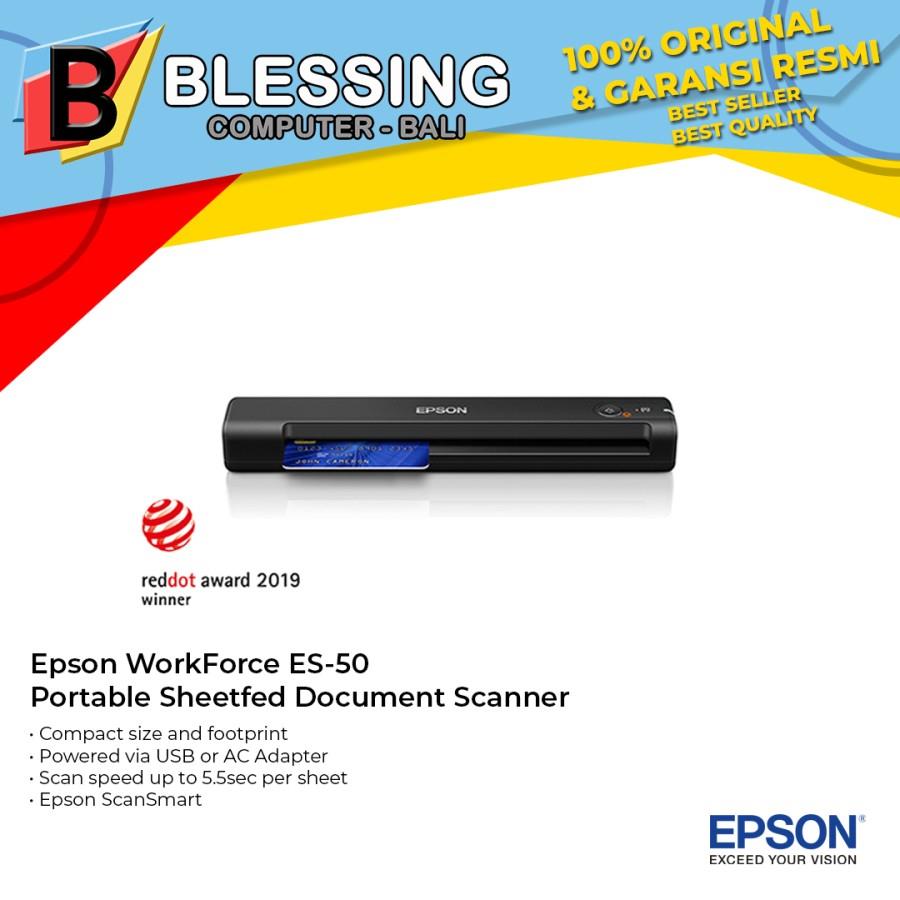 B BLESSING
COMPUTER - BALI
100% ORIGINAL
& GARANSI RESMI
BEST SELLER
BEST QUALITY
EPSON
JOHN CAMERON
reddot award 2019
winner
Epson WorkForce ES-50
Portable Sheetfed Document Scanner
• Compact size and footprint
• Powered via USB or AC Adapter
• Scan speed up to 5.5sec per sheet
• Epson ScanSmart
EPSON®
EXCEED YOUR VISION